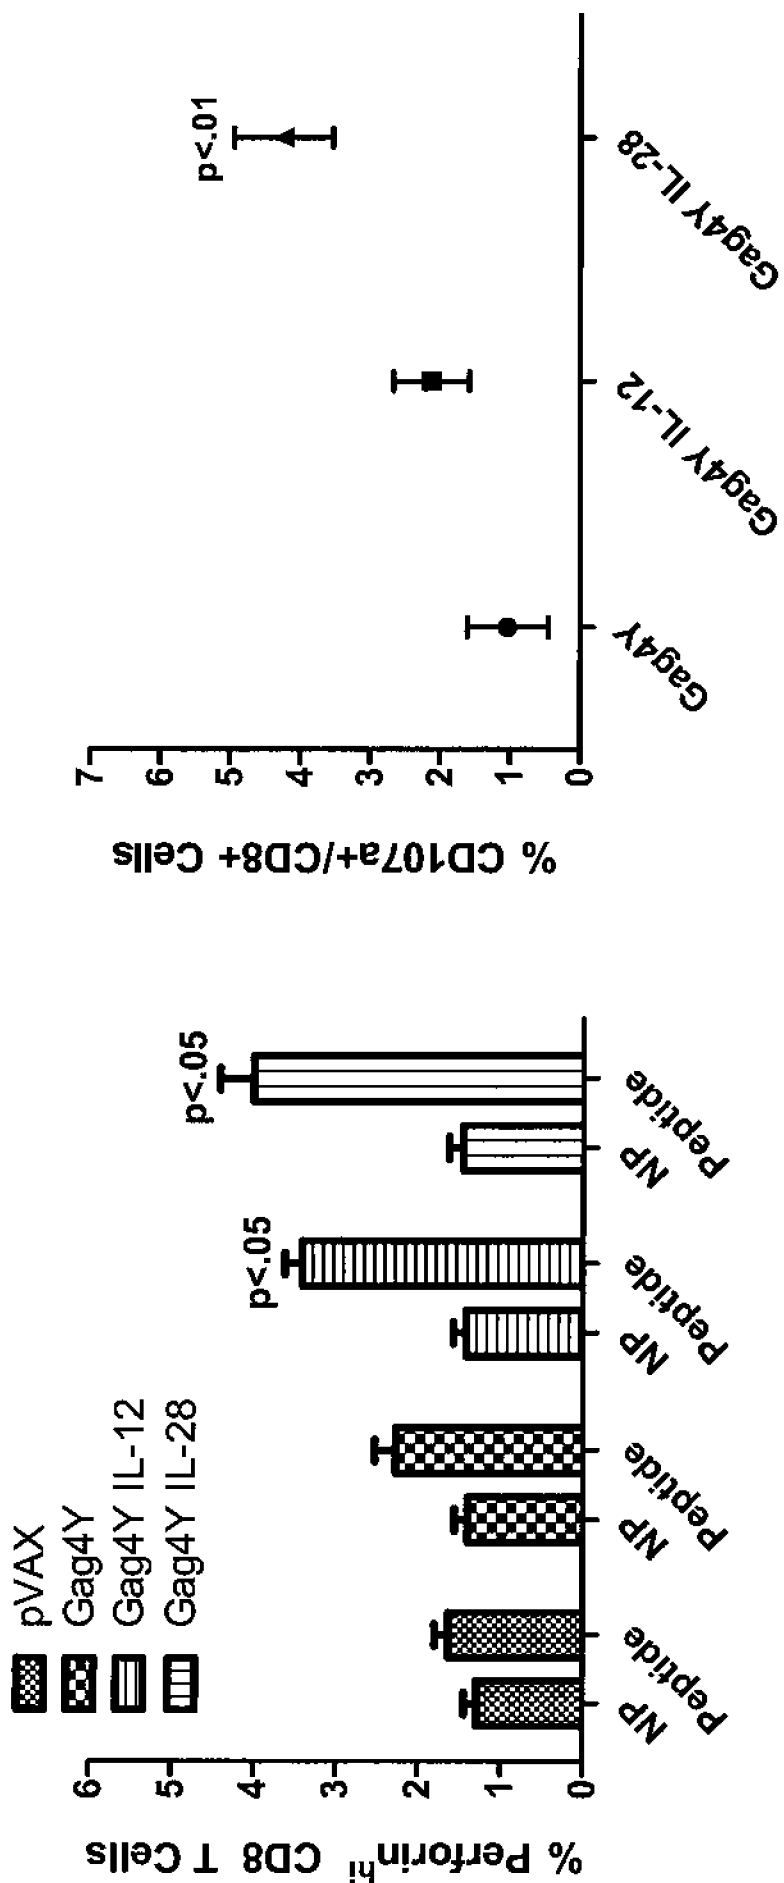 pVAX
Gag4Y
Gag4Y IL-12
Gag4Y IL-28
% Perforin^hi CD8 T Cells
6
5
4
3
2
1
0
p<.05
p<.05
NP
Peptide
NP
Peptide
NP
Peptide
NP
Peptide
% CD107a+/CD8+ Cells
7
6
5
4
3
2
1
0
p<.01
Gag4Y
Gag4Y IL-12
Gag4Y IL-28